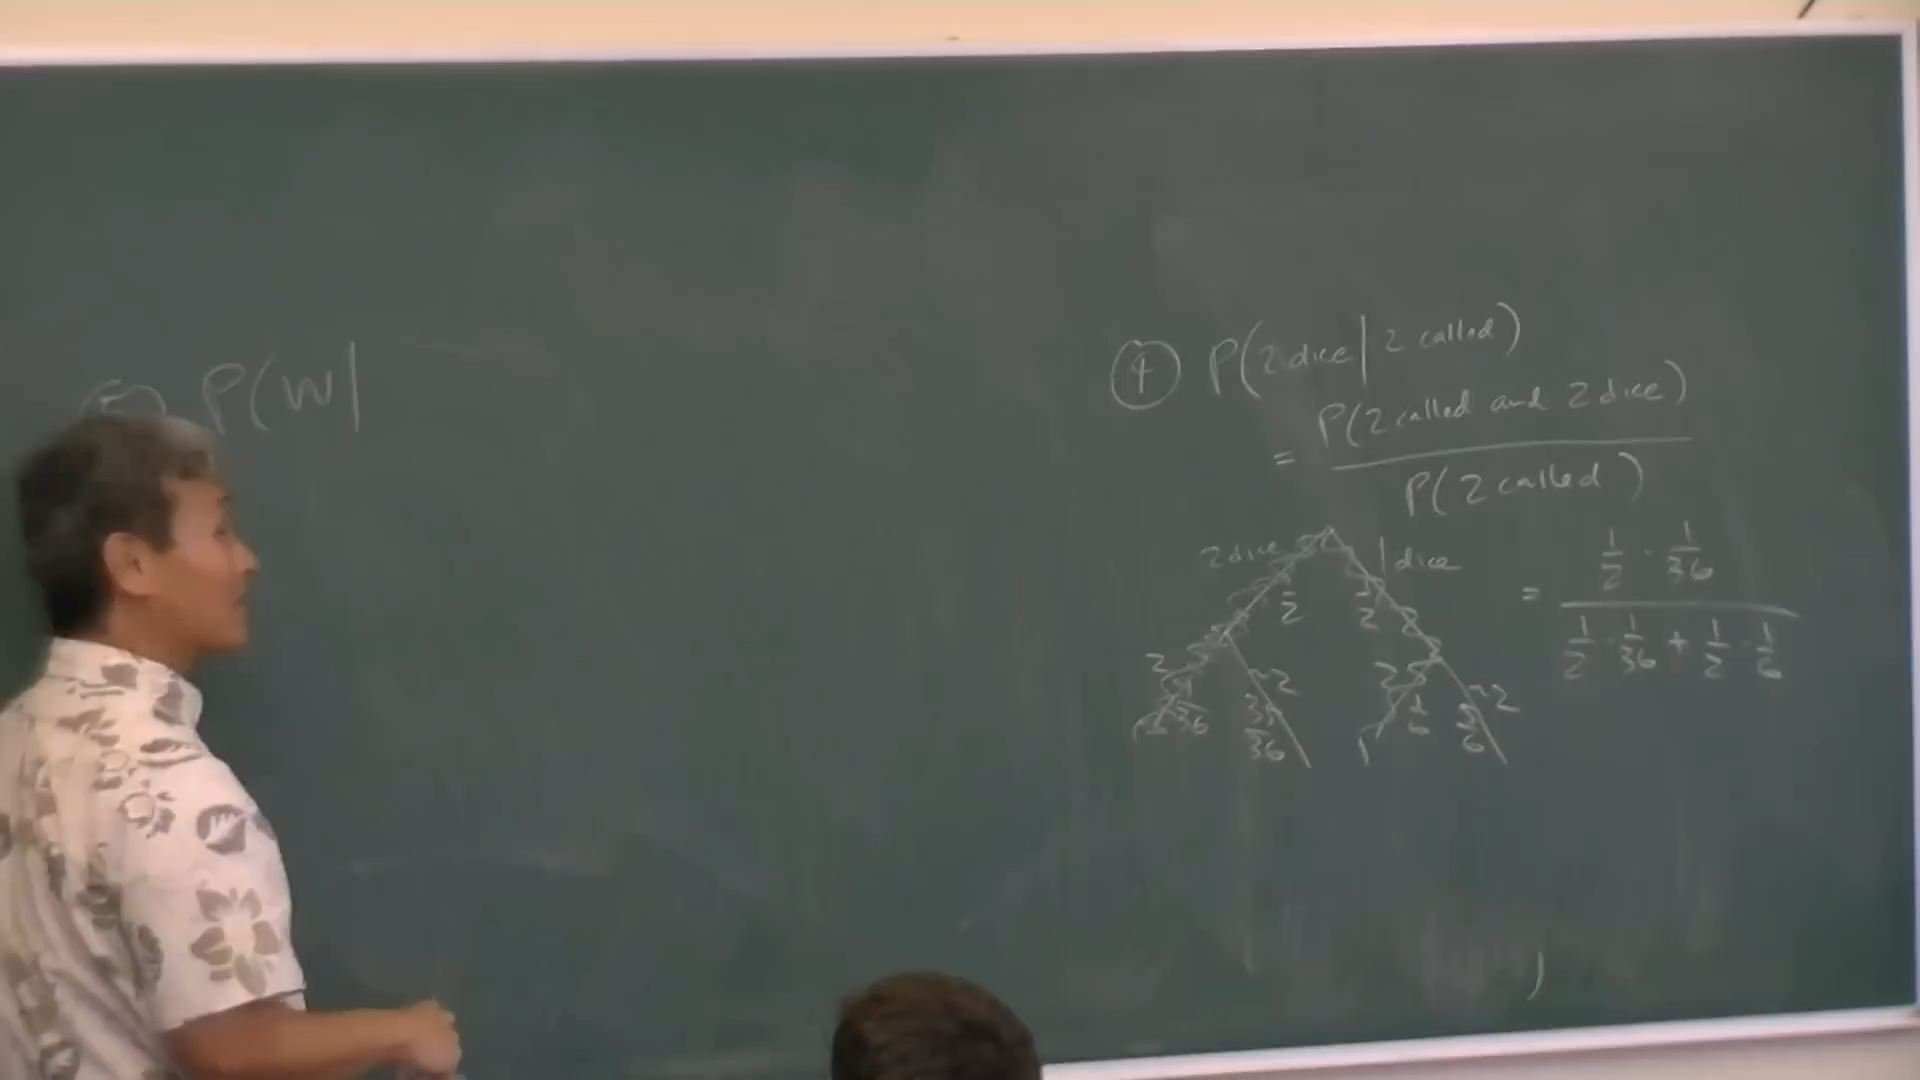 ⑤ P(W|
④ P(2 dice | 2 called)
= P(2 called and 2 dice)
P(2 called)
2 dice 1 dice
1/2 1/2
2 ~2 2 ~2
1/36 35/36 1/6 5/6
= 1/2 · 1/36
1/2 · 1/36 + 1/2 · 1/6